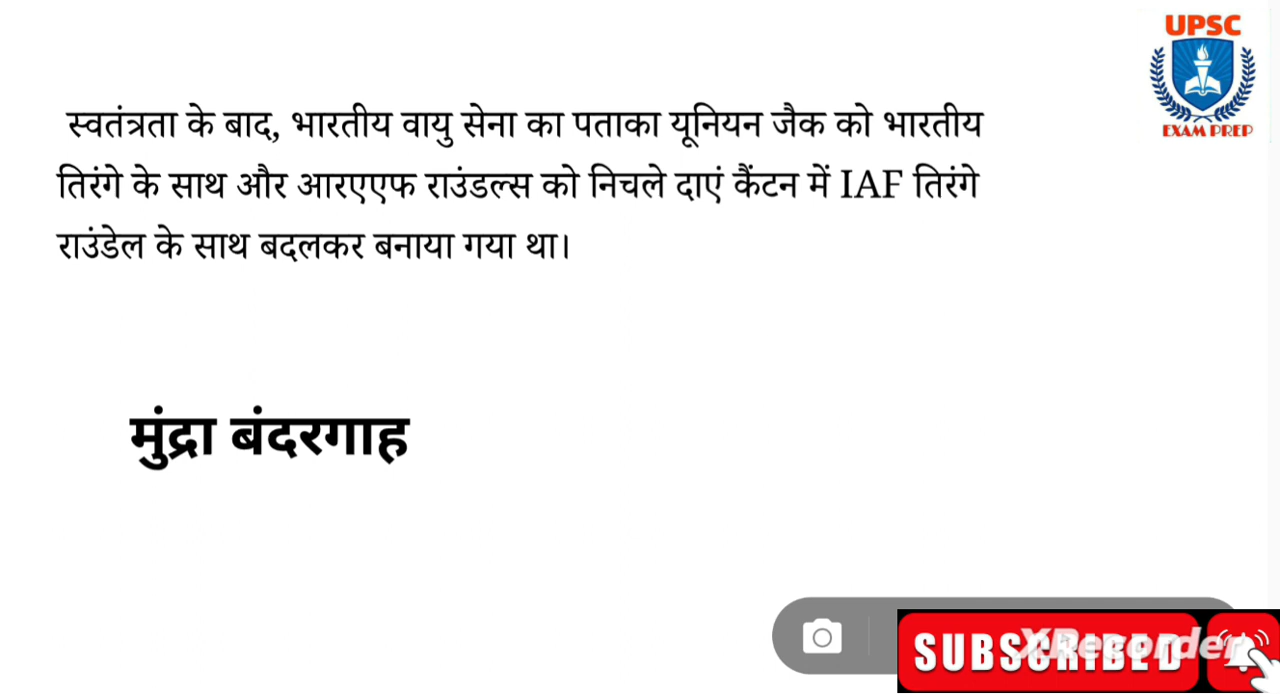 UPSC
EXAM PREP
स्वतंत्रता के बाद, भारतीय वायु सेना का पताका यूनियन जैक को भारतीय
तिरंगे के साथ और आरएएफ राउंडल्स को निचले दाएं कैंटन में IAF तिरंगे
राउंडेल के साथ बदलकर बनाया गया था।
मुंद्रा बंदरगाह
SUBSCRIBED
XRecorder